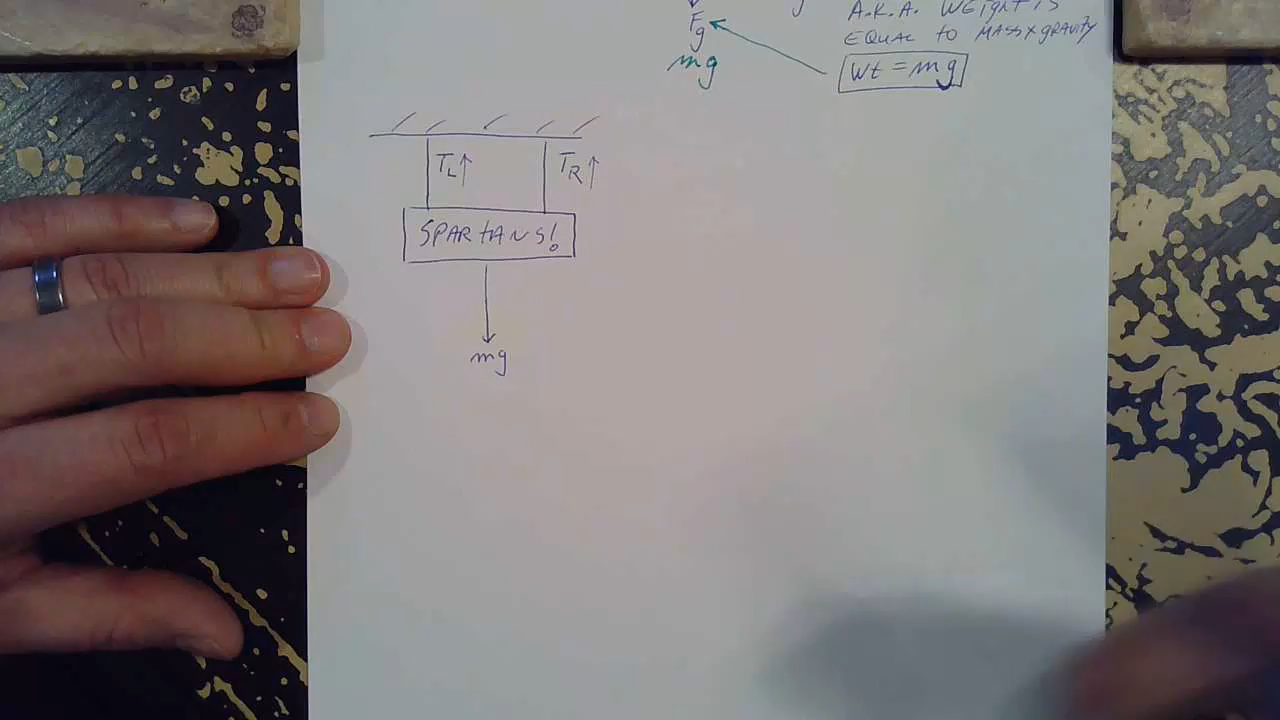 A.K.A. WEIGHT IS
EQUAL TO MASS X gRAVITY
Fg
mg
Wt = mg
TL↑
TR↑
SPARTANS!
mg